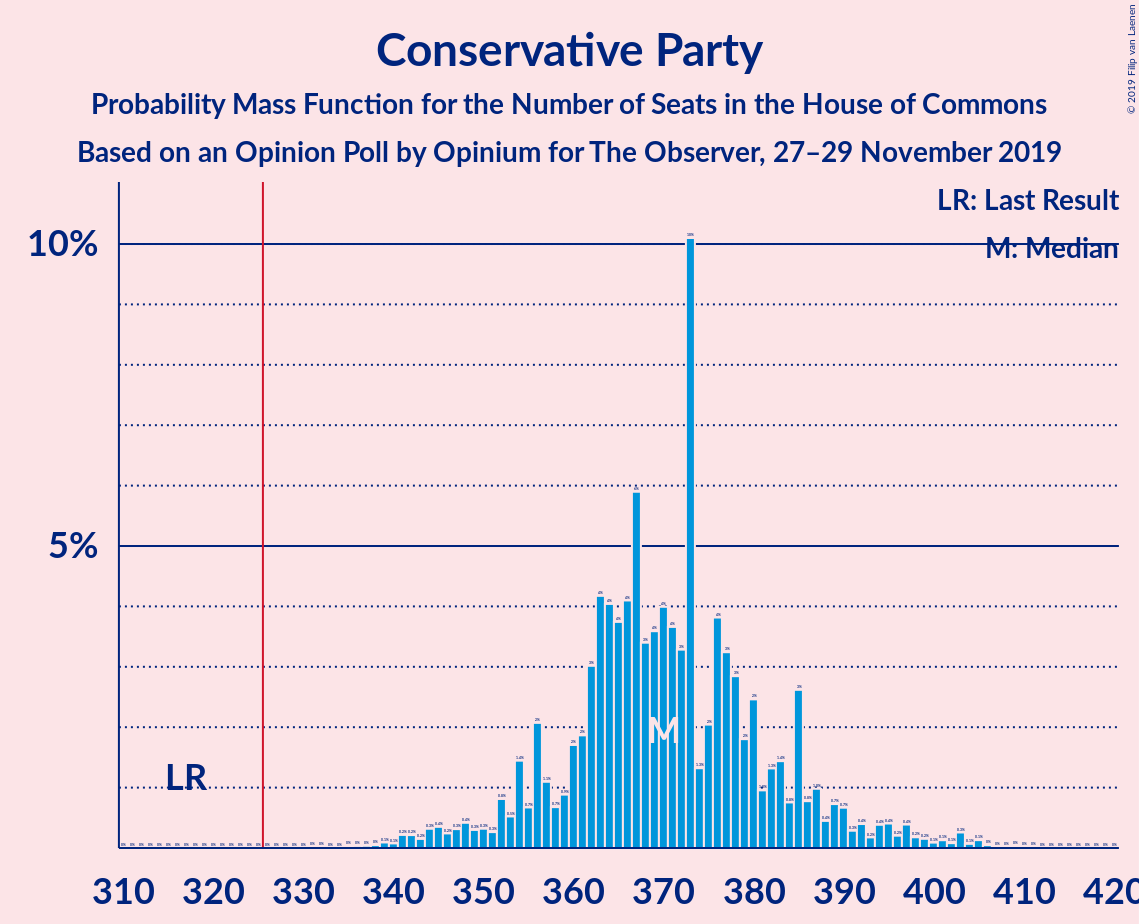 Conservative Party
Probability Mass Function for the Number of Seats in the House of Commons
Based on an Opinion Poll by Opinium for The Observer, 27–29 November 2019
© 2019 Filip van Laenen
LR: Last Result
M: Median
10%
5%
LR
M
310 320 330 340 350 360 370 380 390 400 410 420